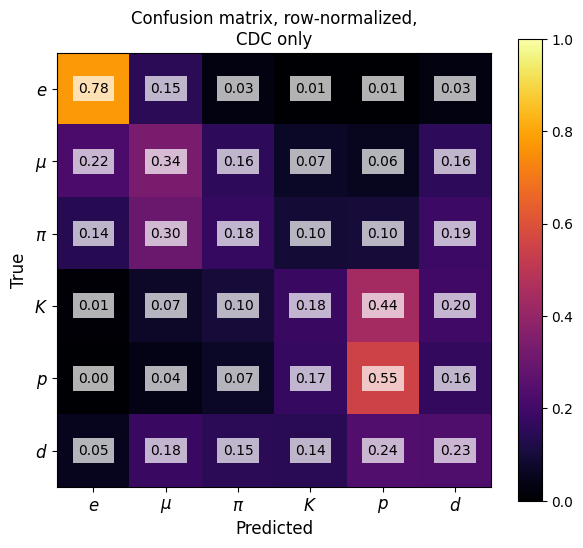 Confusion matrix, row-normalized,
CDC only
True
e 0.78 0.15 0.03 0.01 0.01 0.03
μ 0.22 0.34 0.16 0.07 0.06 0.16
π 0.14 0.30 0.18 0.10 0.10 0.19
K 0.01 0.07 0.10 0.18 0.44 0.20
p 0.00 0.04 0.07 0.17 0.55 0.16
d 0.05 0.18 0.15 0.14 0.24 0.23
e μ π K p d
Predicted
1.0
0.8
0.6
0.4
0.2
0.0